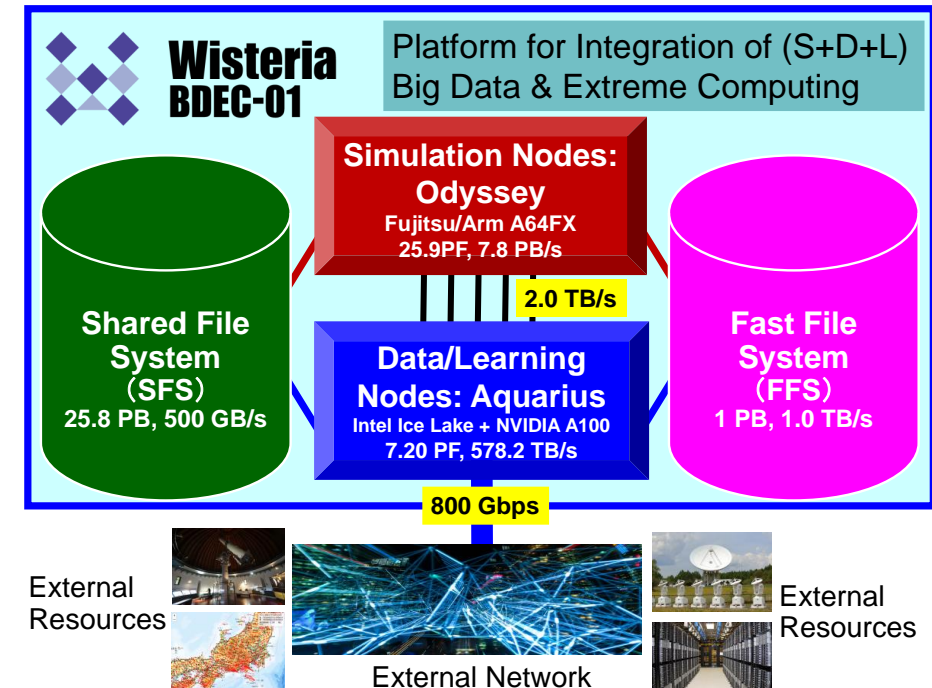 Wisteria
BDEC-01
Platform for Integration of (S+D+L)
Big Data & Extreme Computing
Simulation Nodes:
Odyssey
Fujitsu/Arm A64FX
25.9PF, 7.8 PB/s
2.0 TB/s
Shared File
System
（SFS）
25.8 PB, 500 GB/s
Data/Learning
Nodes: Aquarius
Intel Ice Lake + NVIDIA A100
7.20 PF, 578.2 TB/s
Fast File
System
（FFS）
1 PB, 1.0 TB/s
800 Gbps
External
Resources
External Network
External
Resources